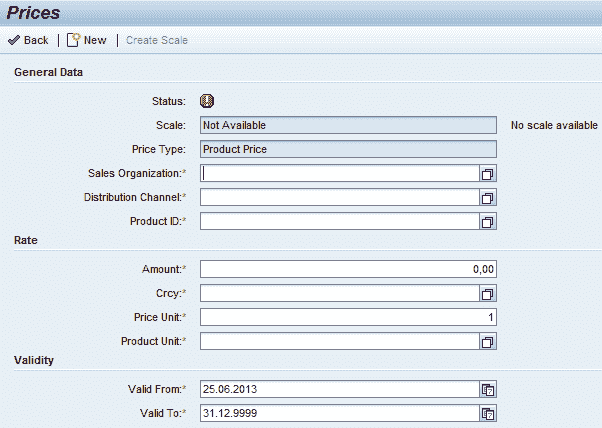 Prices
Back | New | Create Scale
General Data
Status:
Scale: Not Available No scale available
Price Type: Product Price
Sales Organization:*
Distribution Channel:*
Product ID:*
Rate
Amount:* 0,00
Crcy:*
Price Unit:* 1
Product Unit:*
Validity
Valid From:* 25.06.2013
Valid To:* 31.12.9999